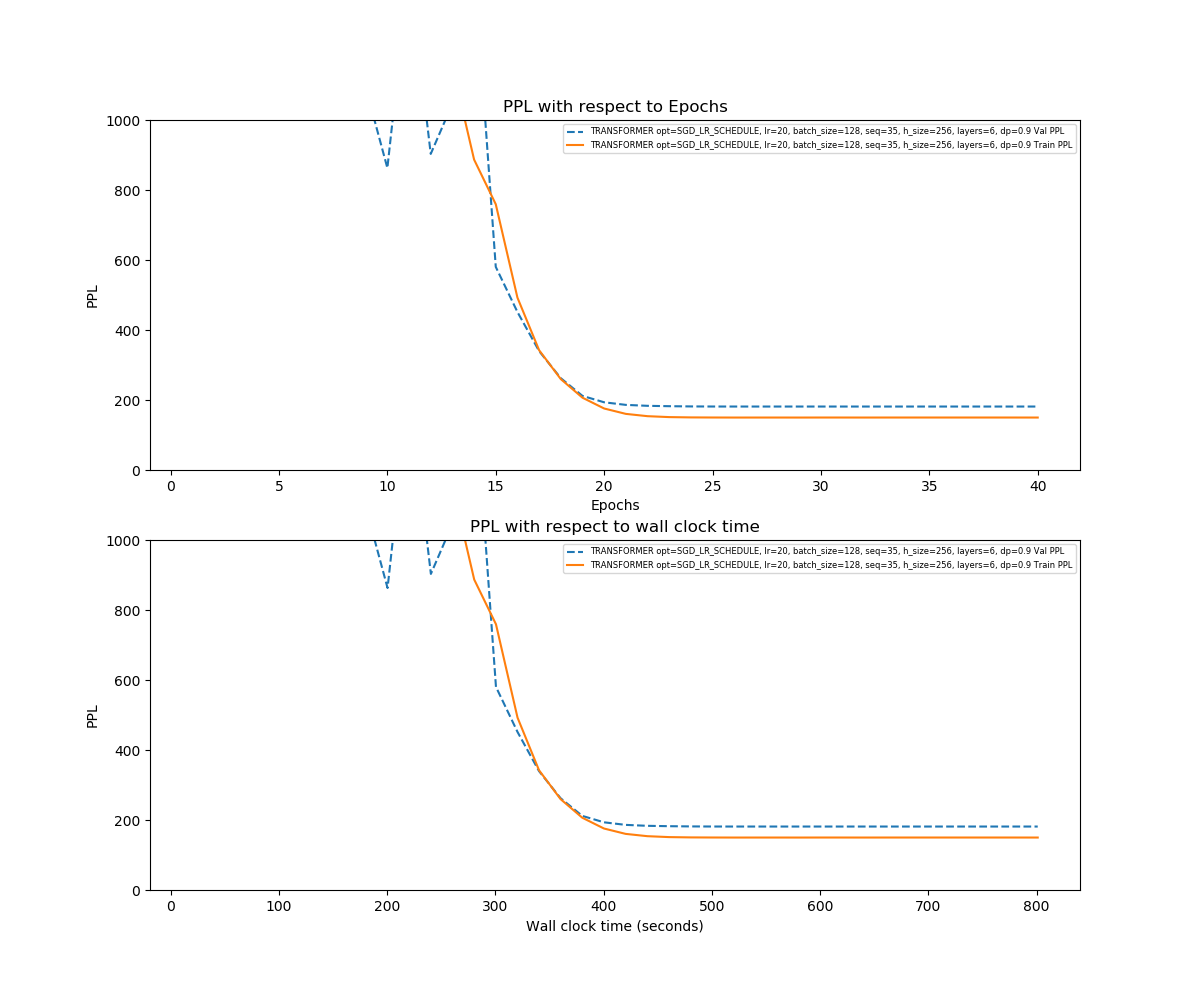 PPL with respect to Epochs
1000
800
600
400
200
0
PPL
TRANSFORMER opt=SGD_LR_SCHEDULE, lr=20, batch_size=128, seq=35, h_size=256, layers=6, dp=0.9 Val PPL
TRANSFORMER opt=SGD_LR_SCHEDULE, lr=20, batch_size=128, seq=35, h_size=256, layers=6, dp=0.9 Train PPL
0 5 10 15 20 25 30 35 40
Epochs
PPL with respect to wall clock time
1000
800
600
400
200
0
PPL
TRANSFORMER opt=SGD_LR_SCHEDULE, lr=20, batch_size=128, seq=35, h_size=256, layers=6, dp=0.9 Val PPL
TRANSFORMER opt=SGD_LR_SCHEDULE, lr=20, batch_size=128, seq=35, h_size=256, layers=6, dp=0.9 Train PPL
0 100 200 300 400 500 600 700 800
Wall clock time (seconds)